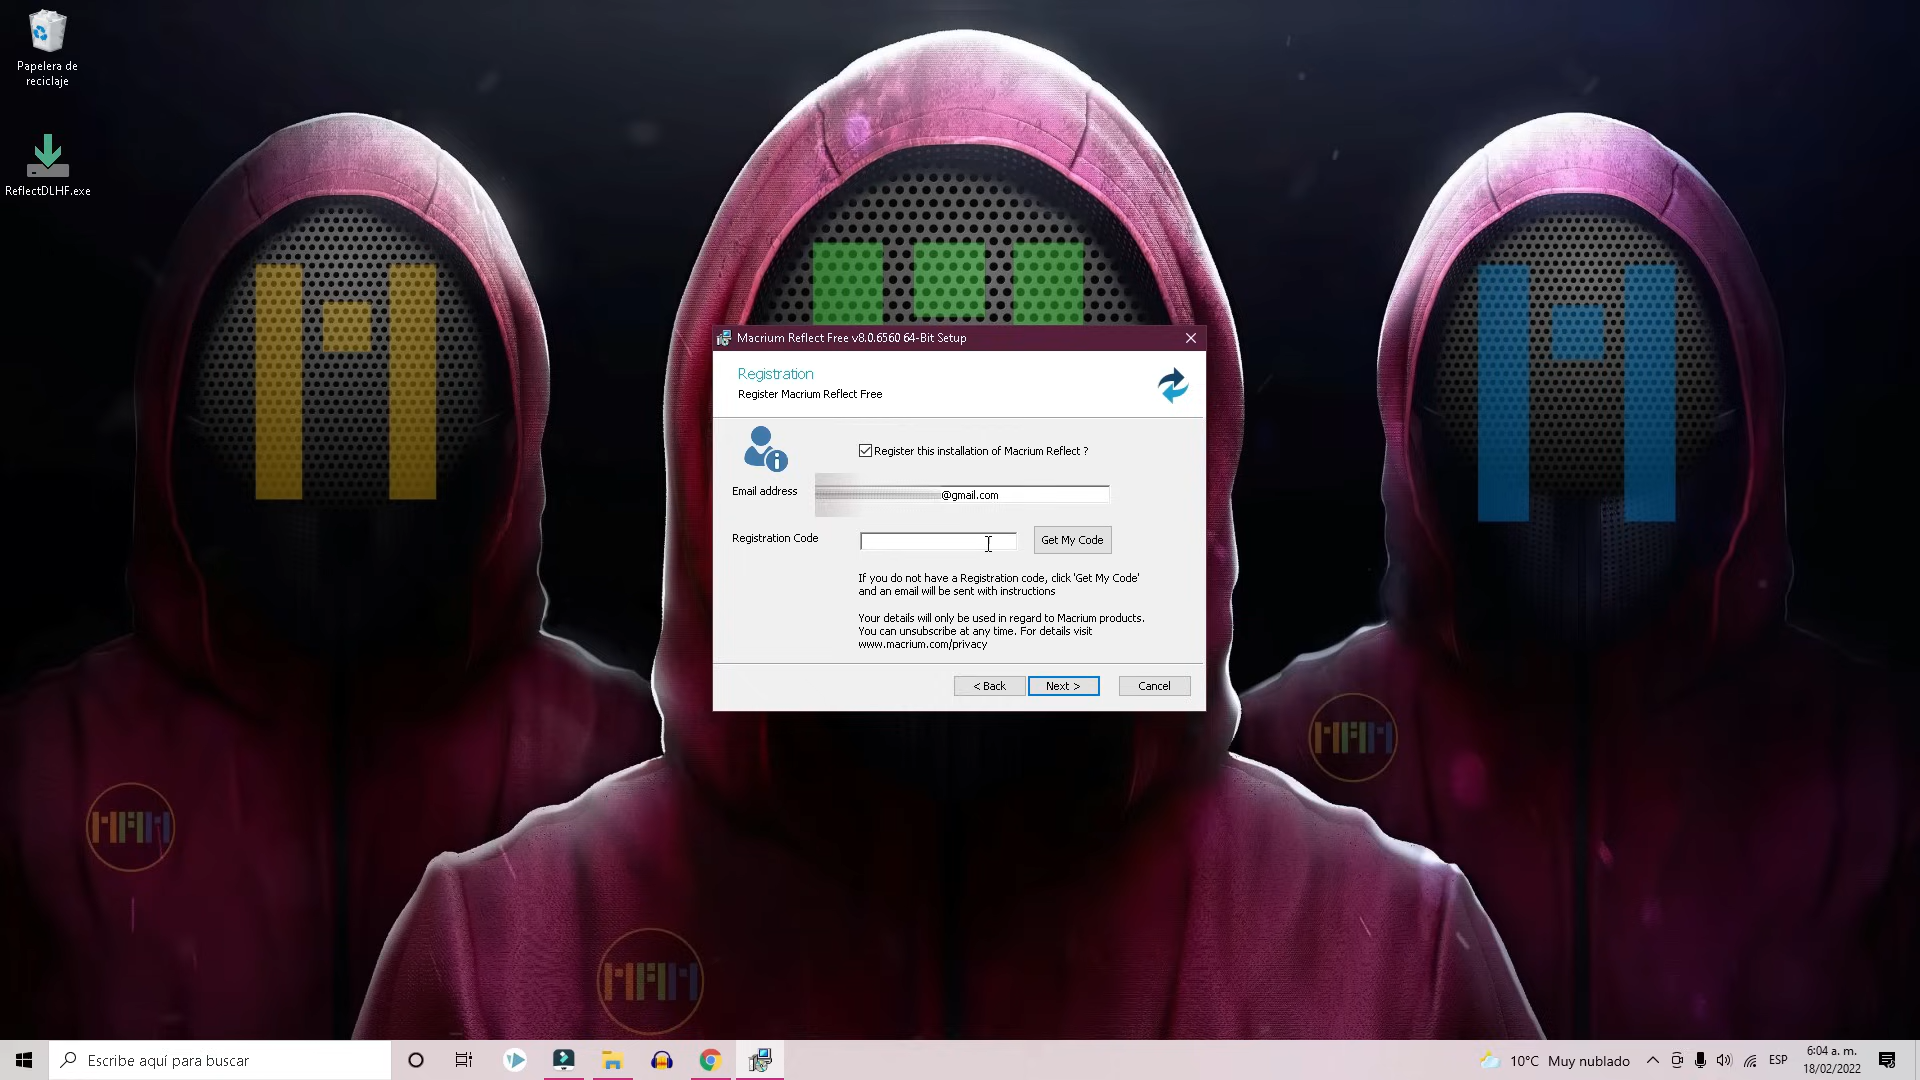 Papelera de
reciclaje
ReflectDLHF.exe
Macrium Reflect Free v8.0.6560 64-Bit Setup
Registration
Register Macrium Reflect Free
Register this installation of Macrium Reflect ?
Email address
@gmail.com
Registration Code
Get My Code
If you do not have a Registration code, click 'Get My Code'
and an email will be sent with instructions
Your details will only be used in regard to Macrium products.
You can unsubscribe at any time. For details visit
www.macrium.com/privacy
< Back
Next >
Cancel
Escribe aquí para buscar
10°C Muy nublado
ESP
6:04 a. m.
18/02/2022